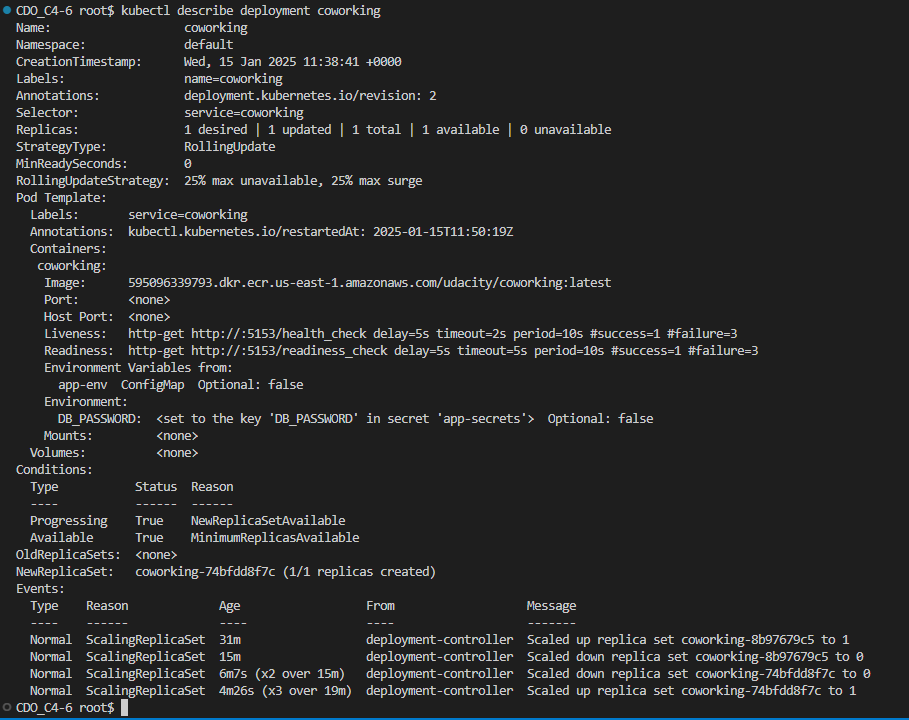 CDO_C4-6 root$ kubectl describe deployment coworking
Name:                   coworking
Namespace:              default
CreationTimestamp:      Wed, 15 Jan 2025 11:38:41 +0000
Labels:                 name=coworking
Annotations:            deployment.kubernetes.io/revision: 2
Selector:               service=coworking
Replicas:               1 desired | 1 updated | 1 total | 1 available | 0 unavailable
StrategyType:           RollingUpdate
MinReadySeconds:        0
RollingUpdateStrategy:  25% max unavailable, 25% max surge
Pod Template:
  Labels:       service=coworking
  Annotations:  kubectl.kubernetes.io/restartedAt: 2025-01-15T11:50:19Z
  Containers:
   coworking:
    Image:      595096339793.dkr.ecr.us-east-1.amazonaws.com/udacity/coworking:latest
    Port:       <none>
    Host Port:  <none>
    Liveness:   http-get http://:5153/health_check delay=5s timeout=2s period=10s #success=1 #failure=3
    Readiness:  http-get http://:5153/readiness_check delay=5s timeout=5s period=10s #success=1 #failure=3
    Environment Variables from:
      app-env  ConfigMap  Optional: false
    Environment:
      DB_PASSWORD:  <set to the key 'DB_PASSWORD' in secret 'app-secrets'>  Optional: false
    Mounts:         <none>
  Volumes:          <none>
Conditions:
  Type           Status  Reason
  ----           ------  ------
  Progressing    True    NewReplicaSetAvailable
  Available      True    MinimumReplicasAvailable
OldReplicaSets:  <none>
NewReplicaSet:   coworking-74bfdd8f7c (1/1 replicas created)
Events:
  Type    Reason             Age                  From                   Message
  ----    ------             ----                 ----                   -------
  Normal  ScalingReplicaSet  31m                  deployment-controller  Scaled up replica set coworking-8b97679c5 to 1
  Normal  ScalingReplicaSet  15m                  deployment-controller  Scaled down replica set coworking-8b97679c5 to 0
  Normal  ScalingReplicaSet  6m7s (x2 over 15m)   deployment-controller  Scaled down replica set coworking-74bfdd8f7c to 0
  Normal  ScalingReplicaSet  4m26s (x3 over 19m)  deployment-controller  Scaled up replica set coworking-74bfdd8f7c to 1
CDO_C4-6 root$